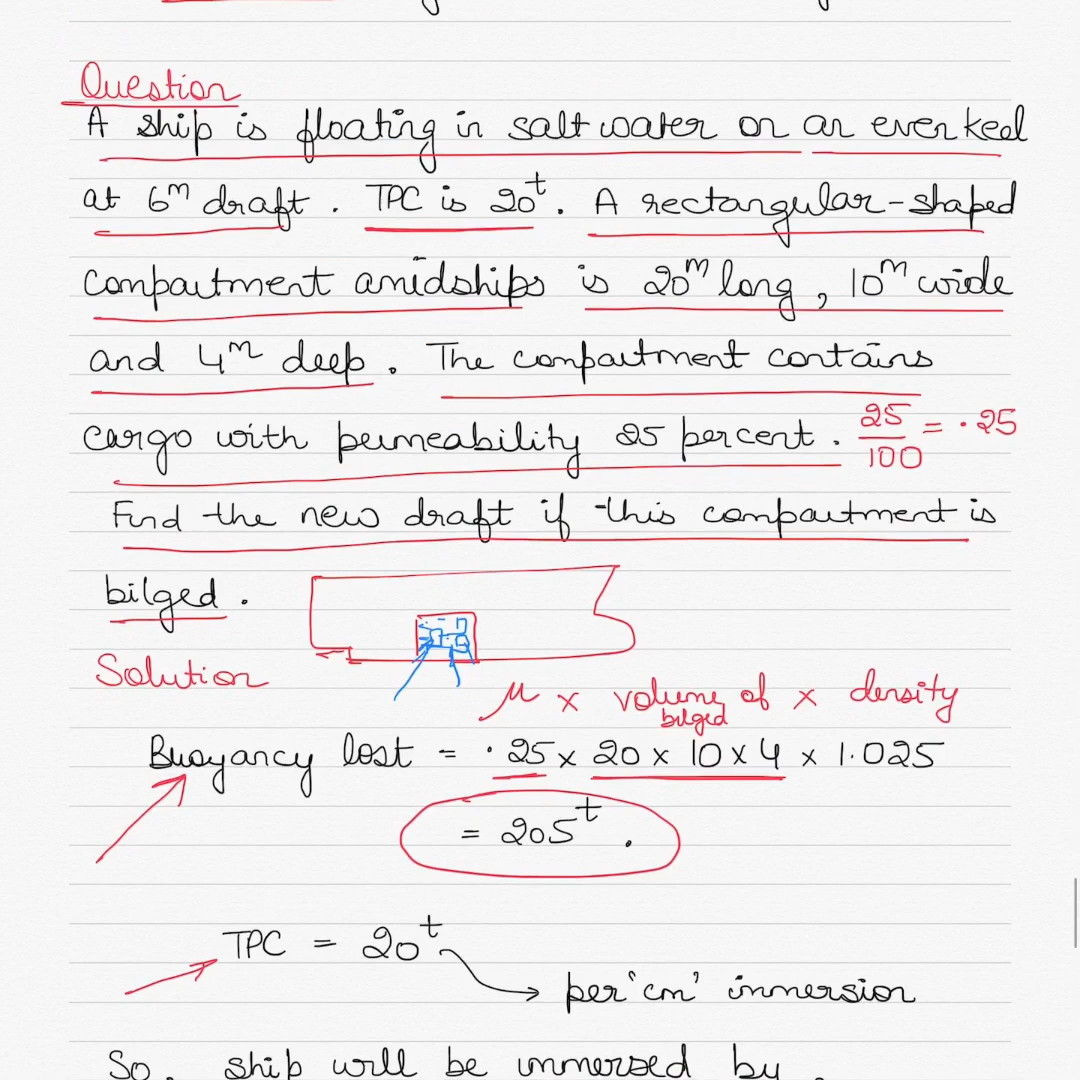 Question
A ship is floating in salt water on an even keel
at 6m draft. TPC is 20t. A rectangular-shaped
compartment amidships is 20m long, 10m wide
and 4m deep. The compartment contains
cargo with permeability 25 percent. 25/100 = .25
Find the new draft if this compartment is
bilged.
Solution
μ × volume of bilged × density
Buoyancy lost = .25 × 20 × 10 × 4 × 1.025
= 205t.
TPC = 20t
per 'cm' immersion
So, ship will be immersed by